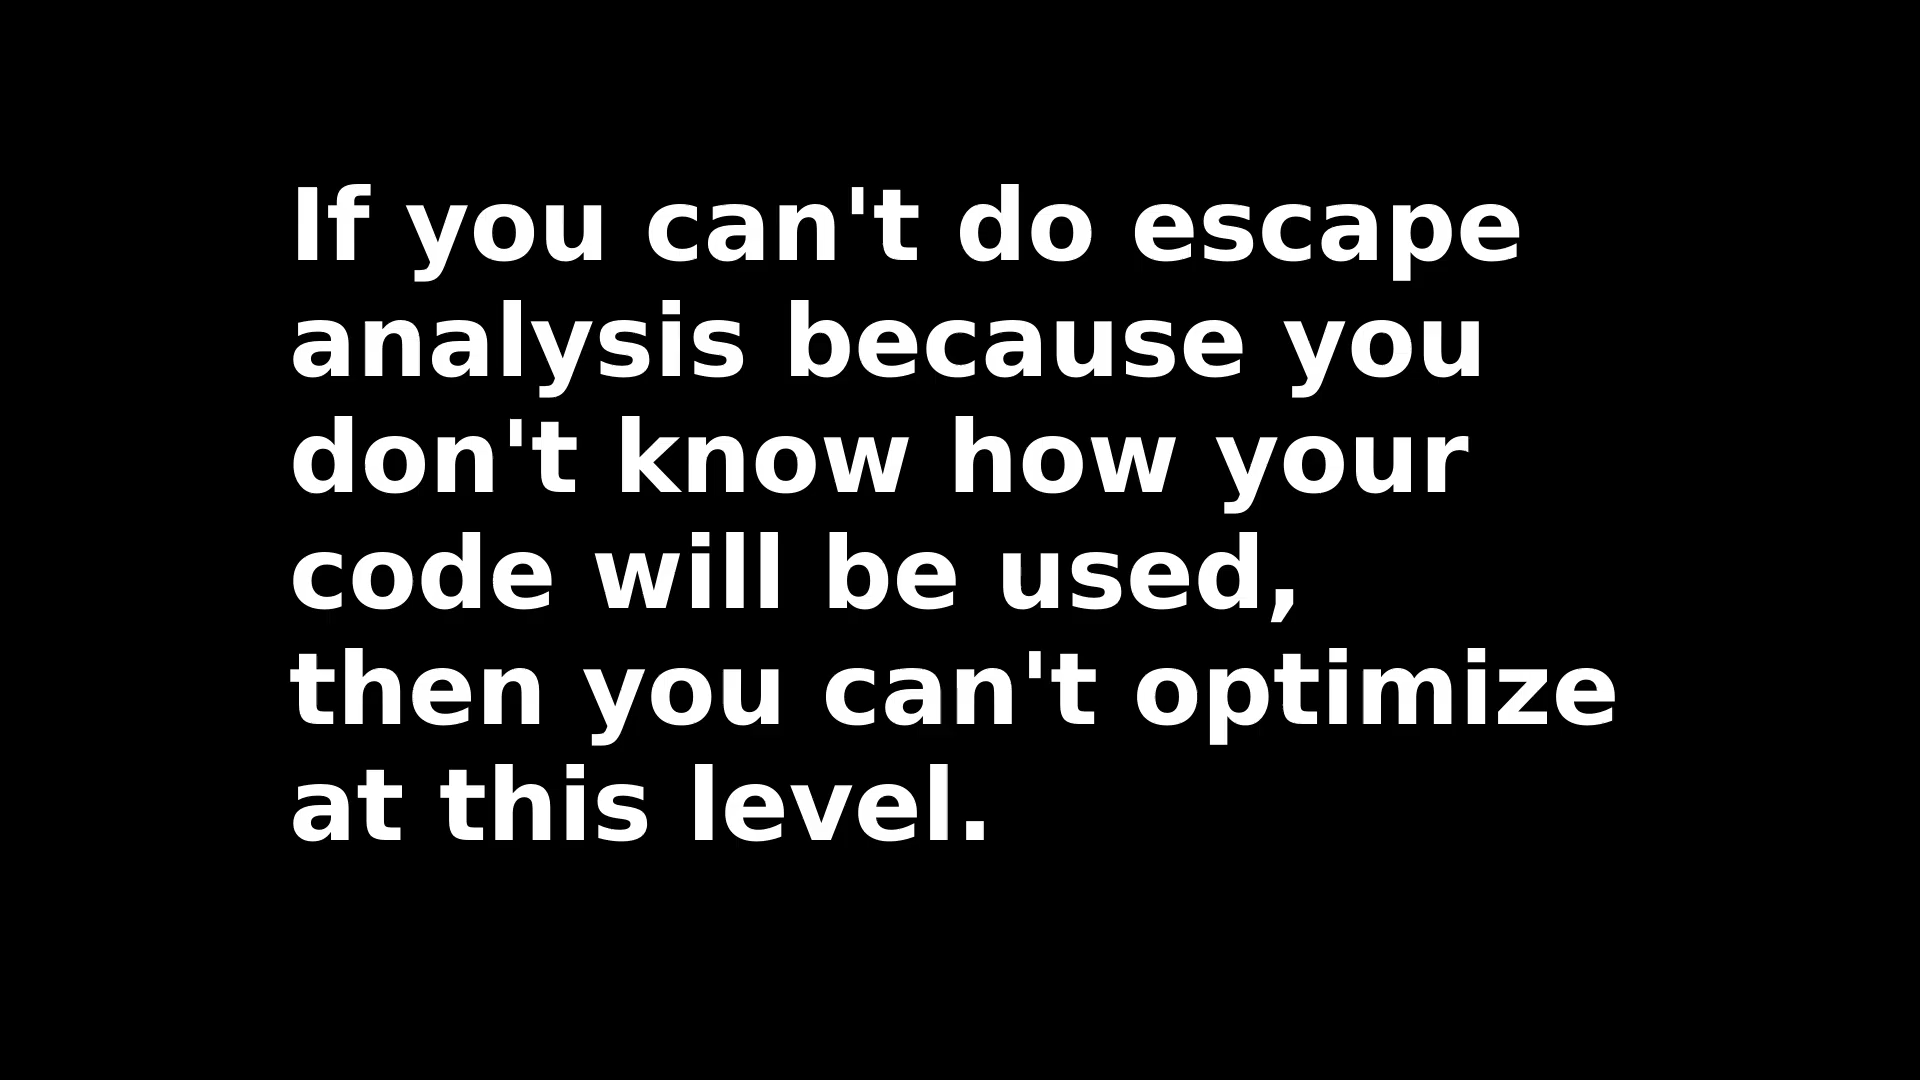 If you can't do escape
analysis because you
don't know how your
code will be used,
then you can't optimize
at this level.